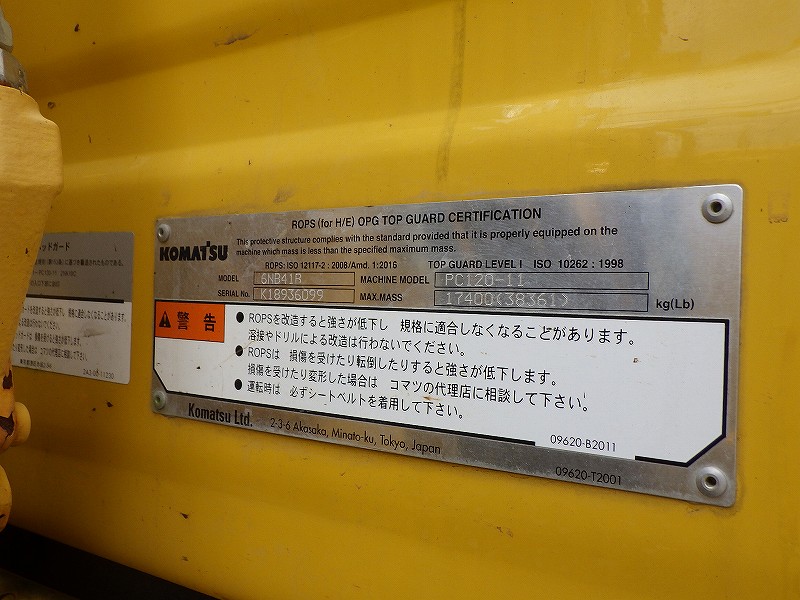 ROPS (for H/E) OPG TOP GUARD CERTIFICATION
KOMATSU
This protective structure complies with the standard provided that it is properly equipped on the
machine which mass is less than the specified maximum mass.
ROPS: ISO 12117-2 : 2008/Amd. 1:2016 TOP GUARD LEVEL I ISO 10262 : 1998
MODEL 6NB41R MACHINE MODEL PC120-11
SERIAL No. K18936099 MAX.MASS 17400(38361) kg(Lb)
警告
● ROPSを改造すると強さが低下し 規格に適合しなくなることがあります。
溶接やドリルによる改造は行わないでください。
● ROPSは 損傷を受けたり転倒したりすると強さが低下します。
損傷を受けたり変形した場合は コマツの代理店に相談して下さい。
● 運転時は 必ずシートベルトを着用して下さい。
09620-B2011
Komatsu Ltd. 2-3-6 Akasaka, Minato-ku, Tokyo, Japan
09620-T2001
ヘッドガード